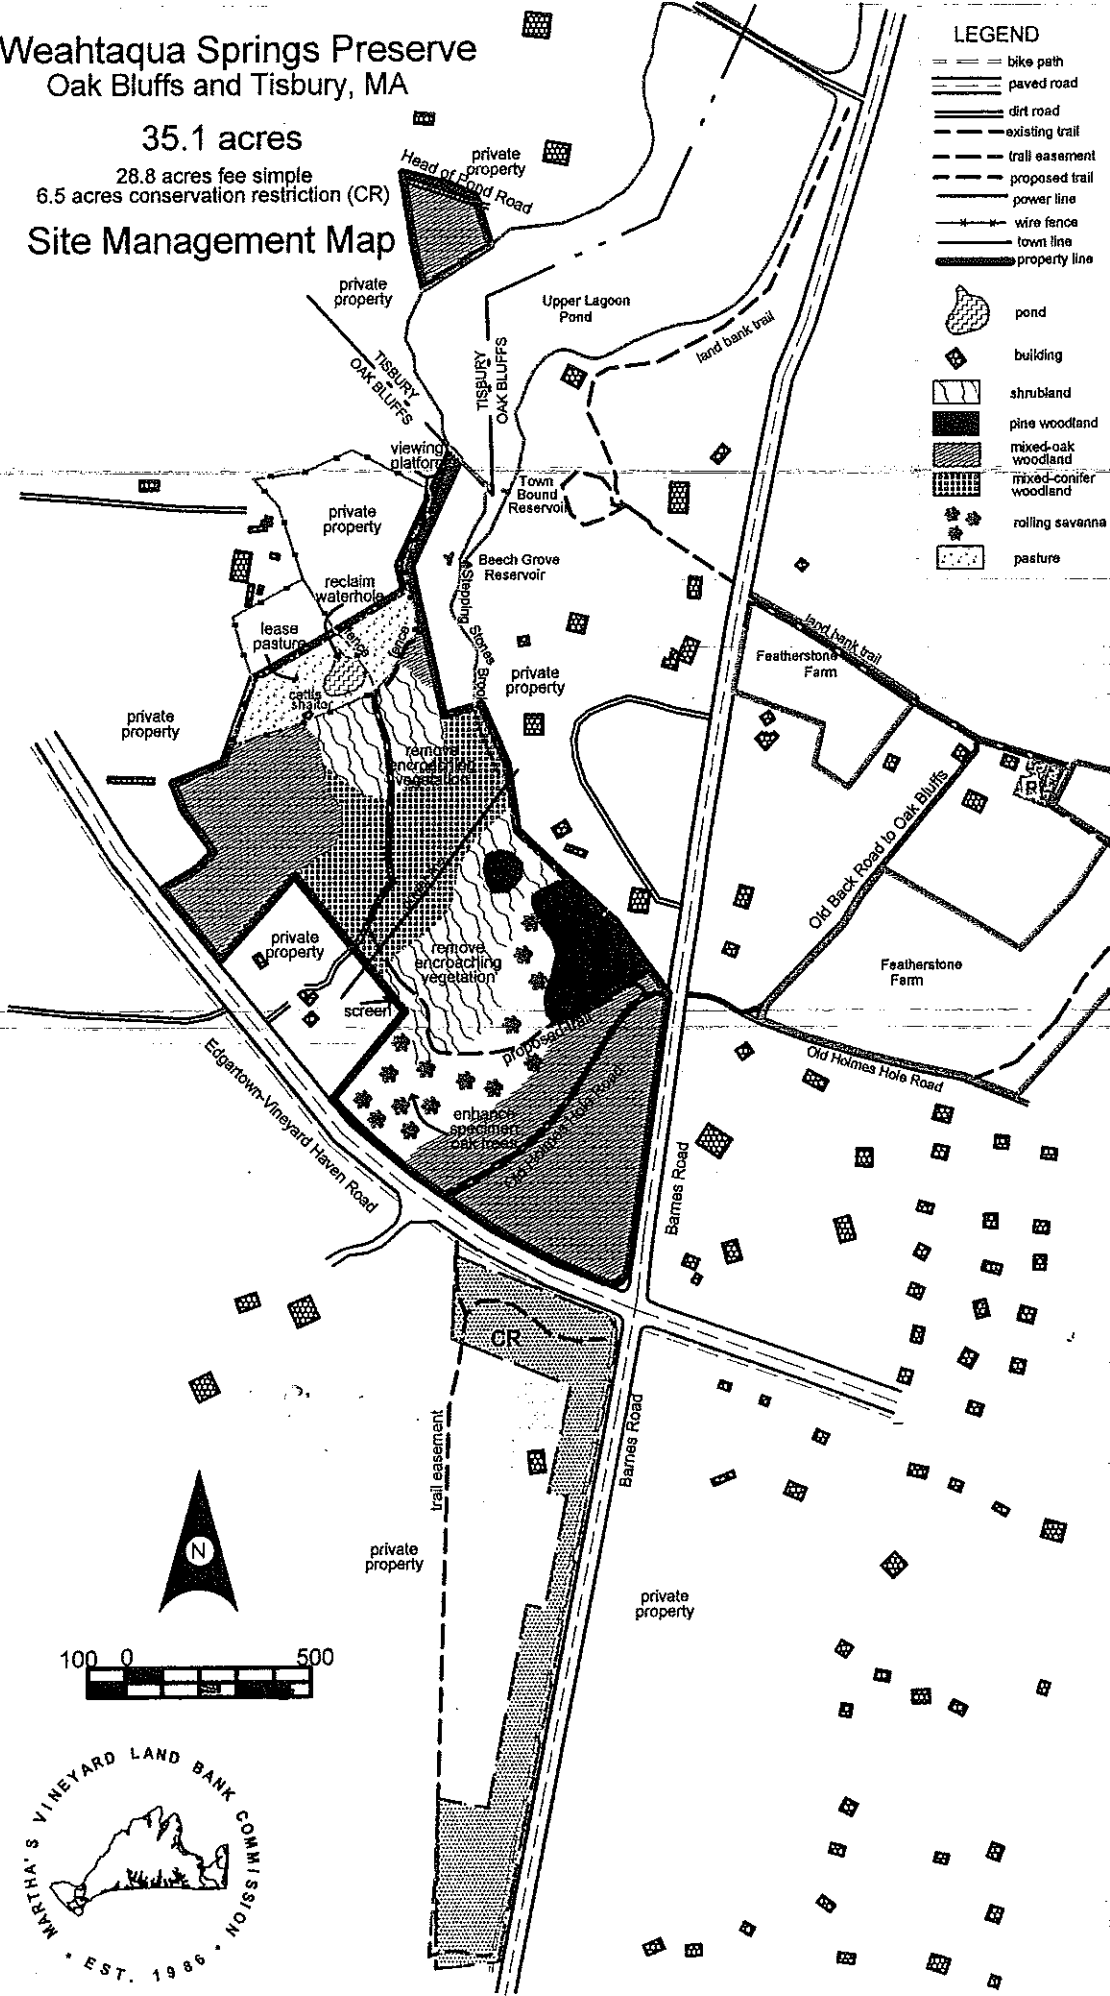 Weahtaqua Springs Preserve
Oak Bluffs and Tisbury, MA
35.1 acres
28.8 acres fee simple
6.5 acres conservation restriction (CR)
Site Management Map
LEGEND
bike path
paved road
dirt road
existing trail
trail easement
proposed trail
power line
wire fence
town line
property line
pond
building
shrubland
pine woodland
mixed-oak
woodland
mixed-conifer
woodland
rolling savanna
pasture
private
property
Head of Pond Road
private
property
Upper Lagoon
Pond
land bank trail
TISBURY
OAK BLUFFS
TISBURY
OAK BLUFFS
viewing
platform
Town
Bound
Reservoir
private
property
Beech Grove
Reservoir
reclaim
waterhole
Stepping Stones Brook
lease
pasture
fence
fence
cattle
shelter
private
property
private
property
land bank trail
Featherstone
Farm
remove
encroaching
vegetation
P
Old Back Road to Oak Bluffs
private
property
remove
encroaching
vegetation
Featherstone
Farm
screen
proposed trail
Edgartown-Vineyard Haven Road
Old Holmes Hole Road
Old Holmes Hole Road
enhance
specimen
oak trees
Barnes Road
CR
trail easement
Barnes Road
private
property
private
property
N
100 0 500
MARTHA'S VINEYARD LAND BANK COMMISSION
• EST. 1986 •